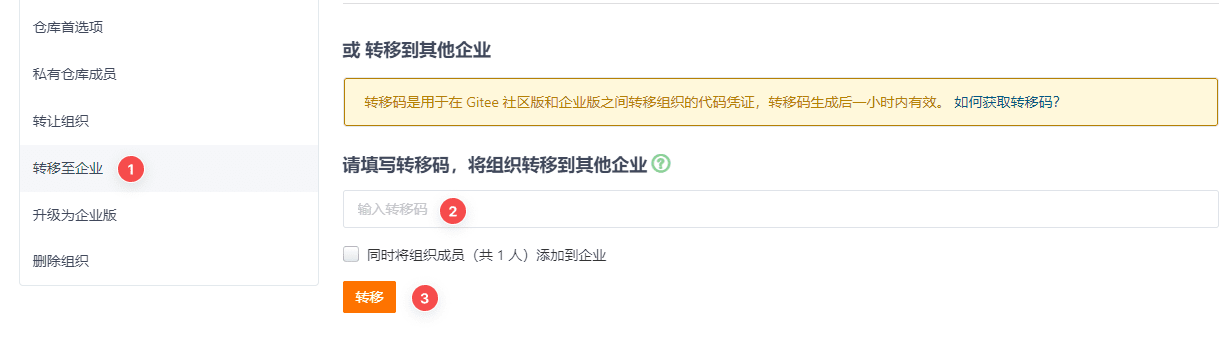 仓库首选项
私有仓库成员
转让组织
转移至企业 1
升级为企业版
删除组织
或 转移到其他企业
转移码是用于在 Gitee 社区版和企业版之间转移组织的代码凭证，转移码生成后一小时内有效。 如何获取转移码？
请填写转移码，将组织转移到其他企业 ?
输入转移码 2
同时将组织成员（共 1 人）添加到企业
转移 3